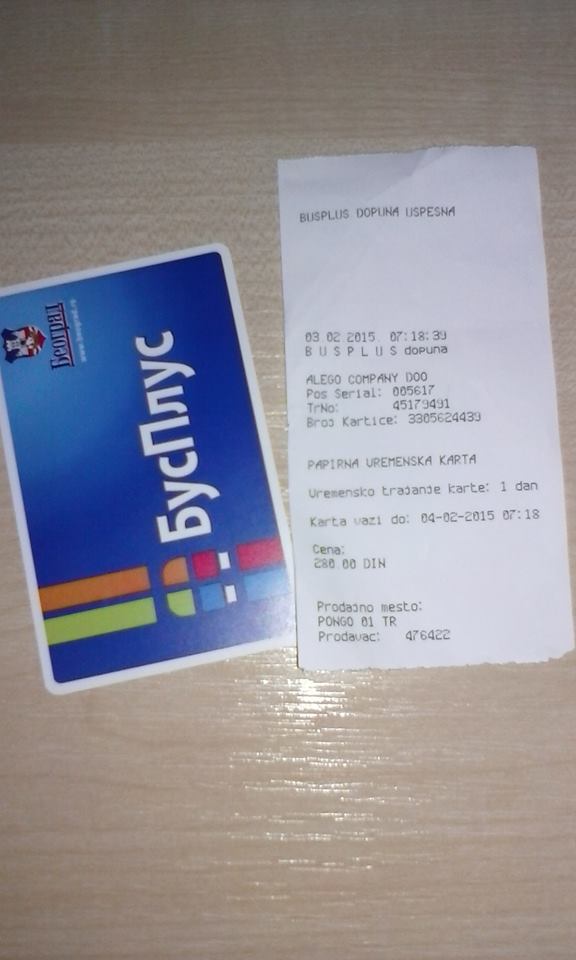 Београд
www.beograd.rs
БусПлус
BUSPLUS DOPUNA USPESNA
03.02.2015. 07:18:39
B U S P L U S dopuna
ALEGO COMPANY DOO
Pos Serial: 005617
TrNo: 45179491
Broj Kartice: 3305624439
PAPIRNA VREMENSKA KARTA
Vremensko trajanje karte: 1 dan
Karta vazi do: 04-02-2015 07:18
Cena:
280.00 DIN
Prodajno mesto:
PONGO 01 TR
Prodavac: 476422